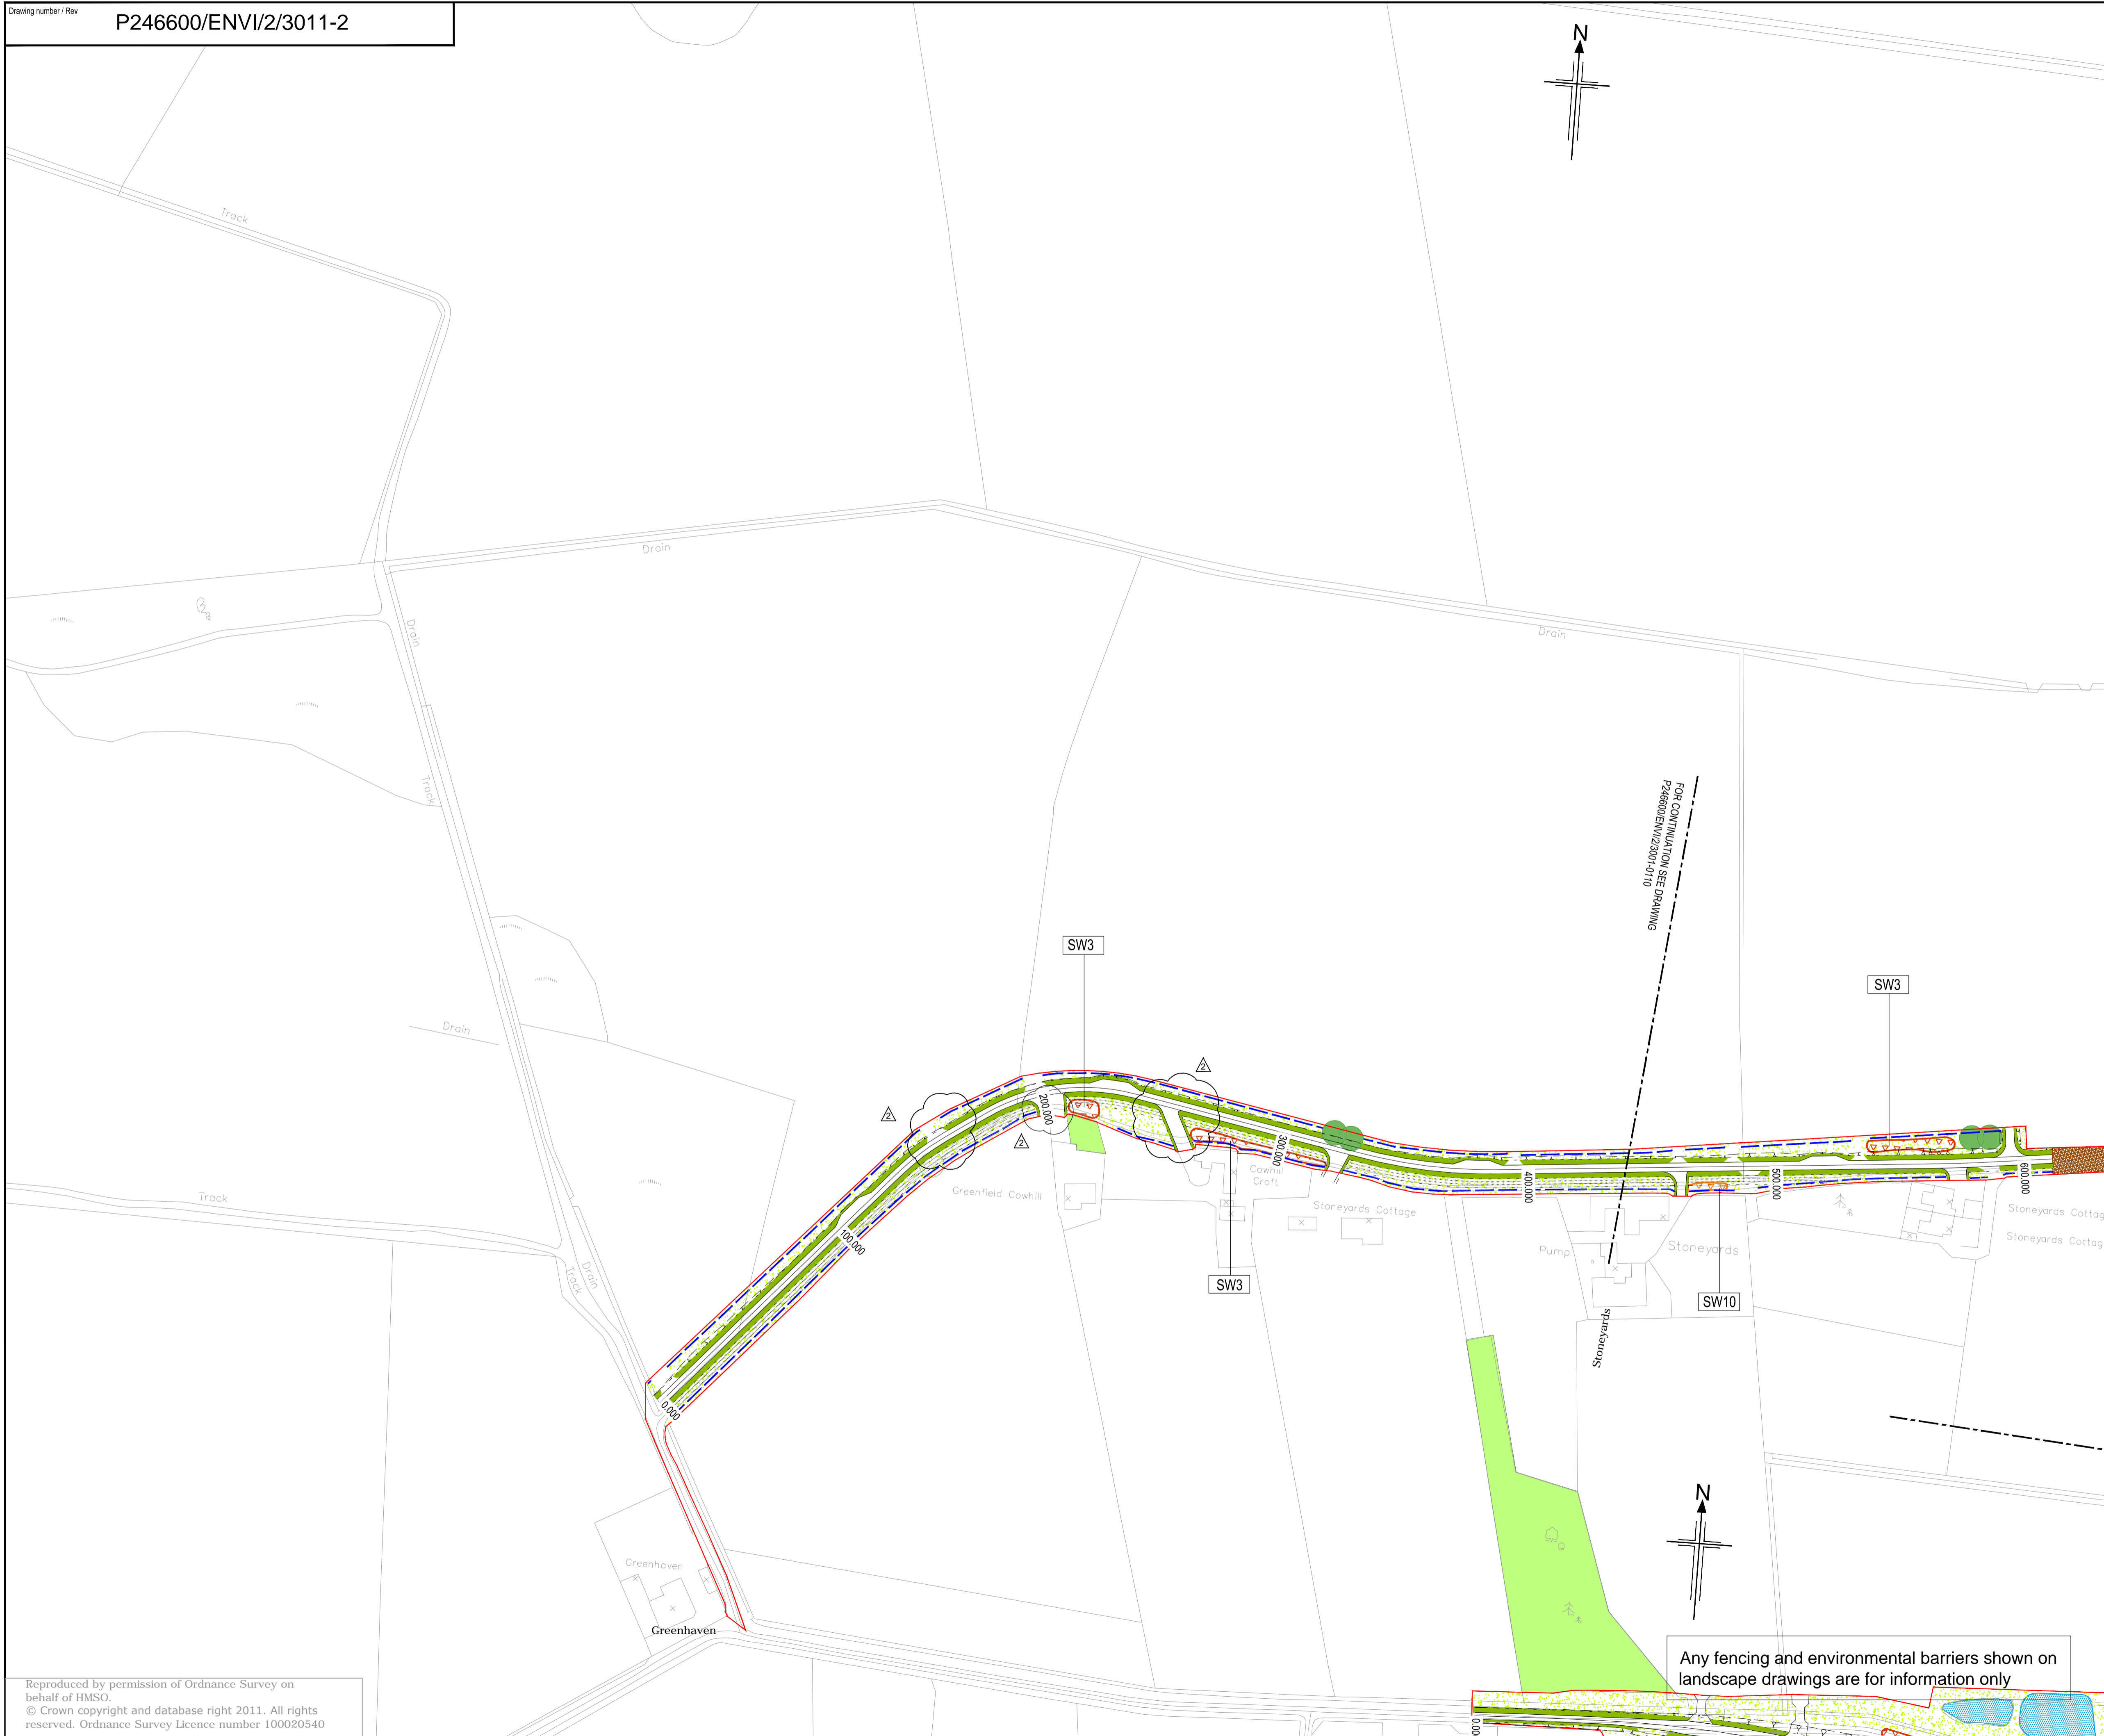 Drawing number / Rev
P246600/ENVI/2/3011-2
N
Track
Drain
Drain
Drain
Track
Drain
FOR CONTINUATION SEE DRAWING
P246600/ENVI/2/3001-0110
SW3
SW3
2
2
2
200.000
300.000
400.000
500.000
600.000
100.000
0.000
Greenfield Cowhill
Cowhill
Croft
Stoneyards Cottage
Stoneyards Cottag
Stoneyards Cottag
Pump
Stoneyards
SW3
SW10
Stoneyards
Track
Track
Drain
N
Greenhaven
Greenhaven
Any fencing and environmental barriers shown on
landscape drawings are for information only
Reproduced by permission of Ordnance Survey on
behalf of HMSO.
© Crown copyright and database right 2011. All rights
reserved. Ordnance Survey Licence number 100020540
0.00